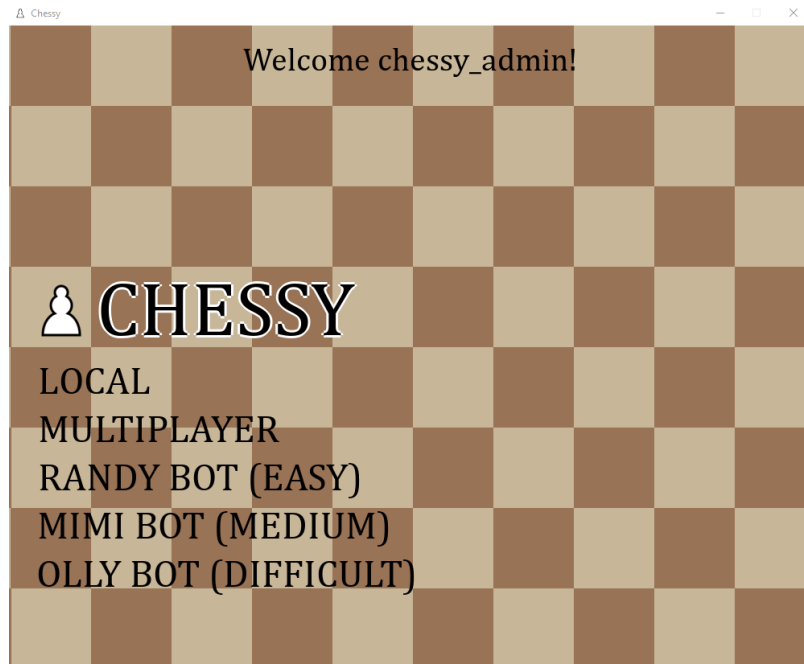 Chessy
Welcome chessy_admin!
CHESSY
LOCAL
MULTIPLAYER
RANDY BOT (EASY)
MIMI BOT (MEDIUM)
OLLY BOT (DIFFICULT)